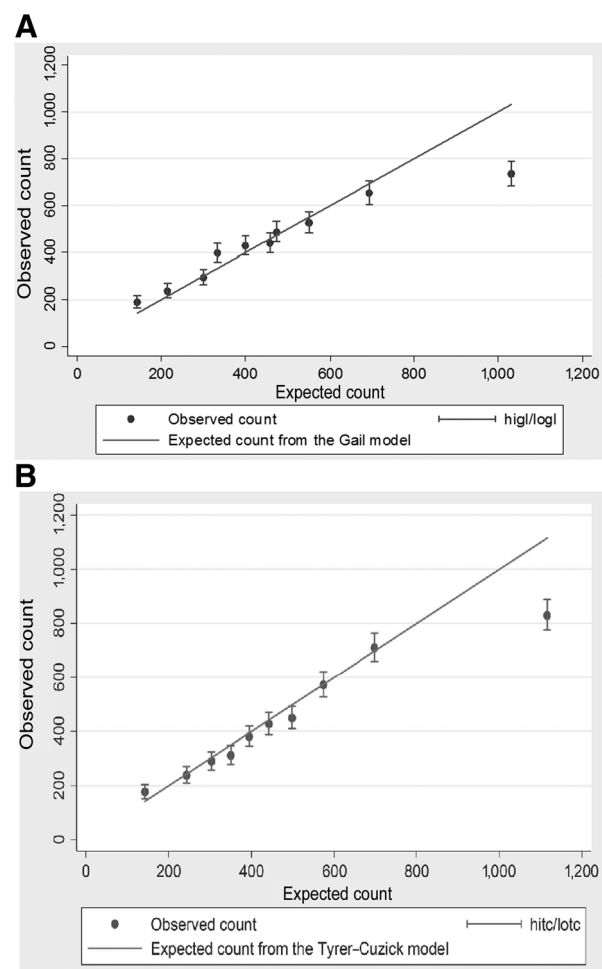 A
Observed count
1,200
1,000
800
600
400
200
0
0 200 400 600 800 1,000 1,200
Expected count
Observed count higl/logl
Expected count from the Gail model
B
Observed count
1,200
1,000
800
600
400
200
0
0 200 400 600 800 1,000 1,200
Expected count
Observed count hitc/lotc
Expected count from the Tyrer–Cuzick model